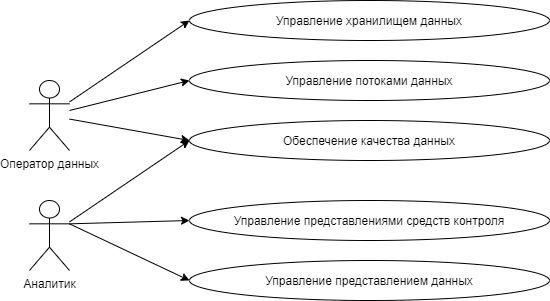 Управление хранилищем данных
Управление потоками данных
Обеспечение качества данных
Оператор данных
Управление представлениями средств контроля
Управление представлением данных
Аналитик